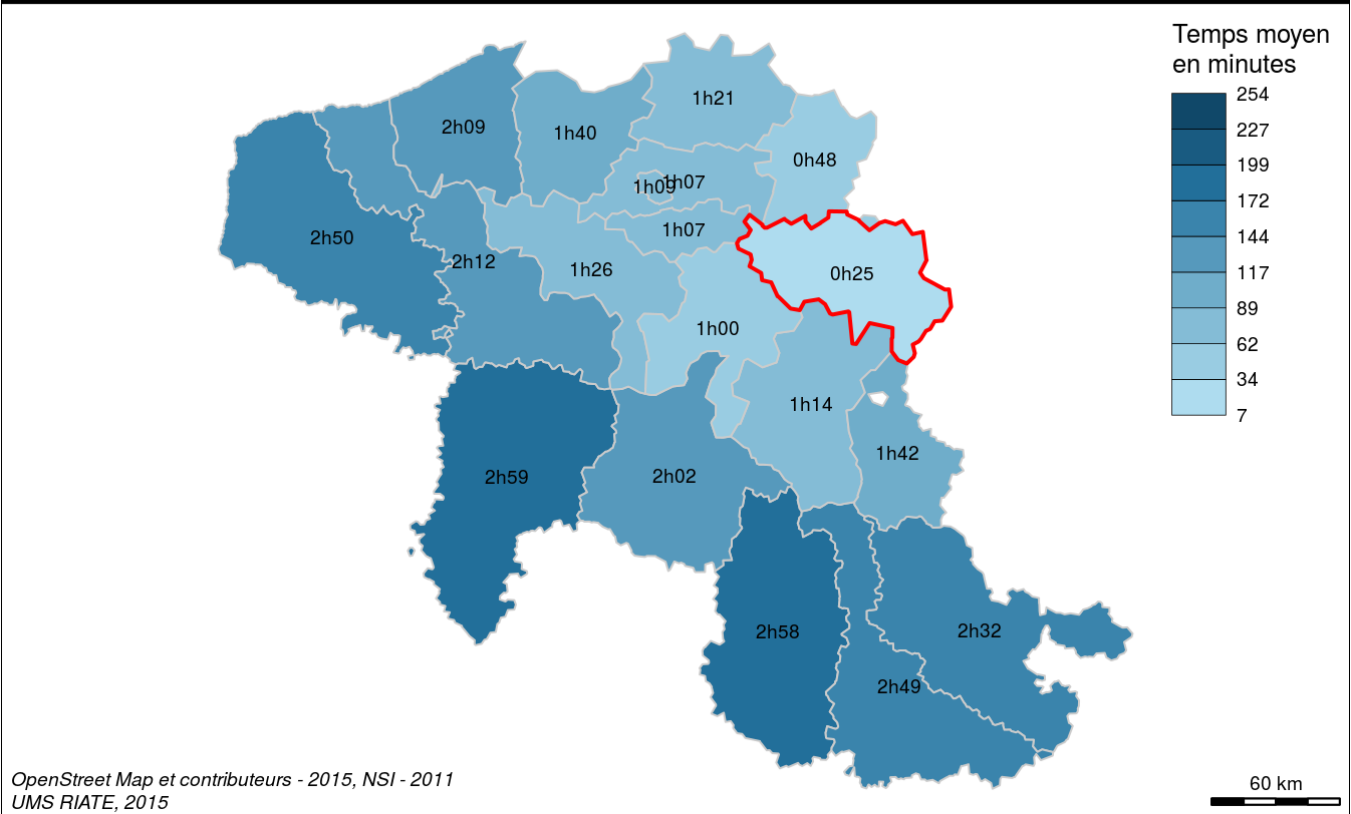 Temps moyen
en minutes
254
227
199
172
144
117
89
62
34
7
1h21
2h09
1h40
0h48
1h09
1h07
2h50
1h07
2h12
1h26
0h25
1h00
1h14
1h42
2h59
2h02
2h58
2h32
2h49
OpenStreet Map et contributeurs - 2015, NSI - 2011
UMS RIATE, 2015
60 km